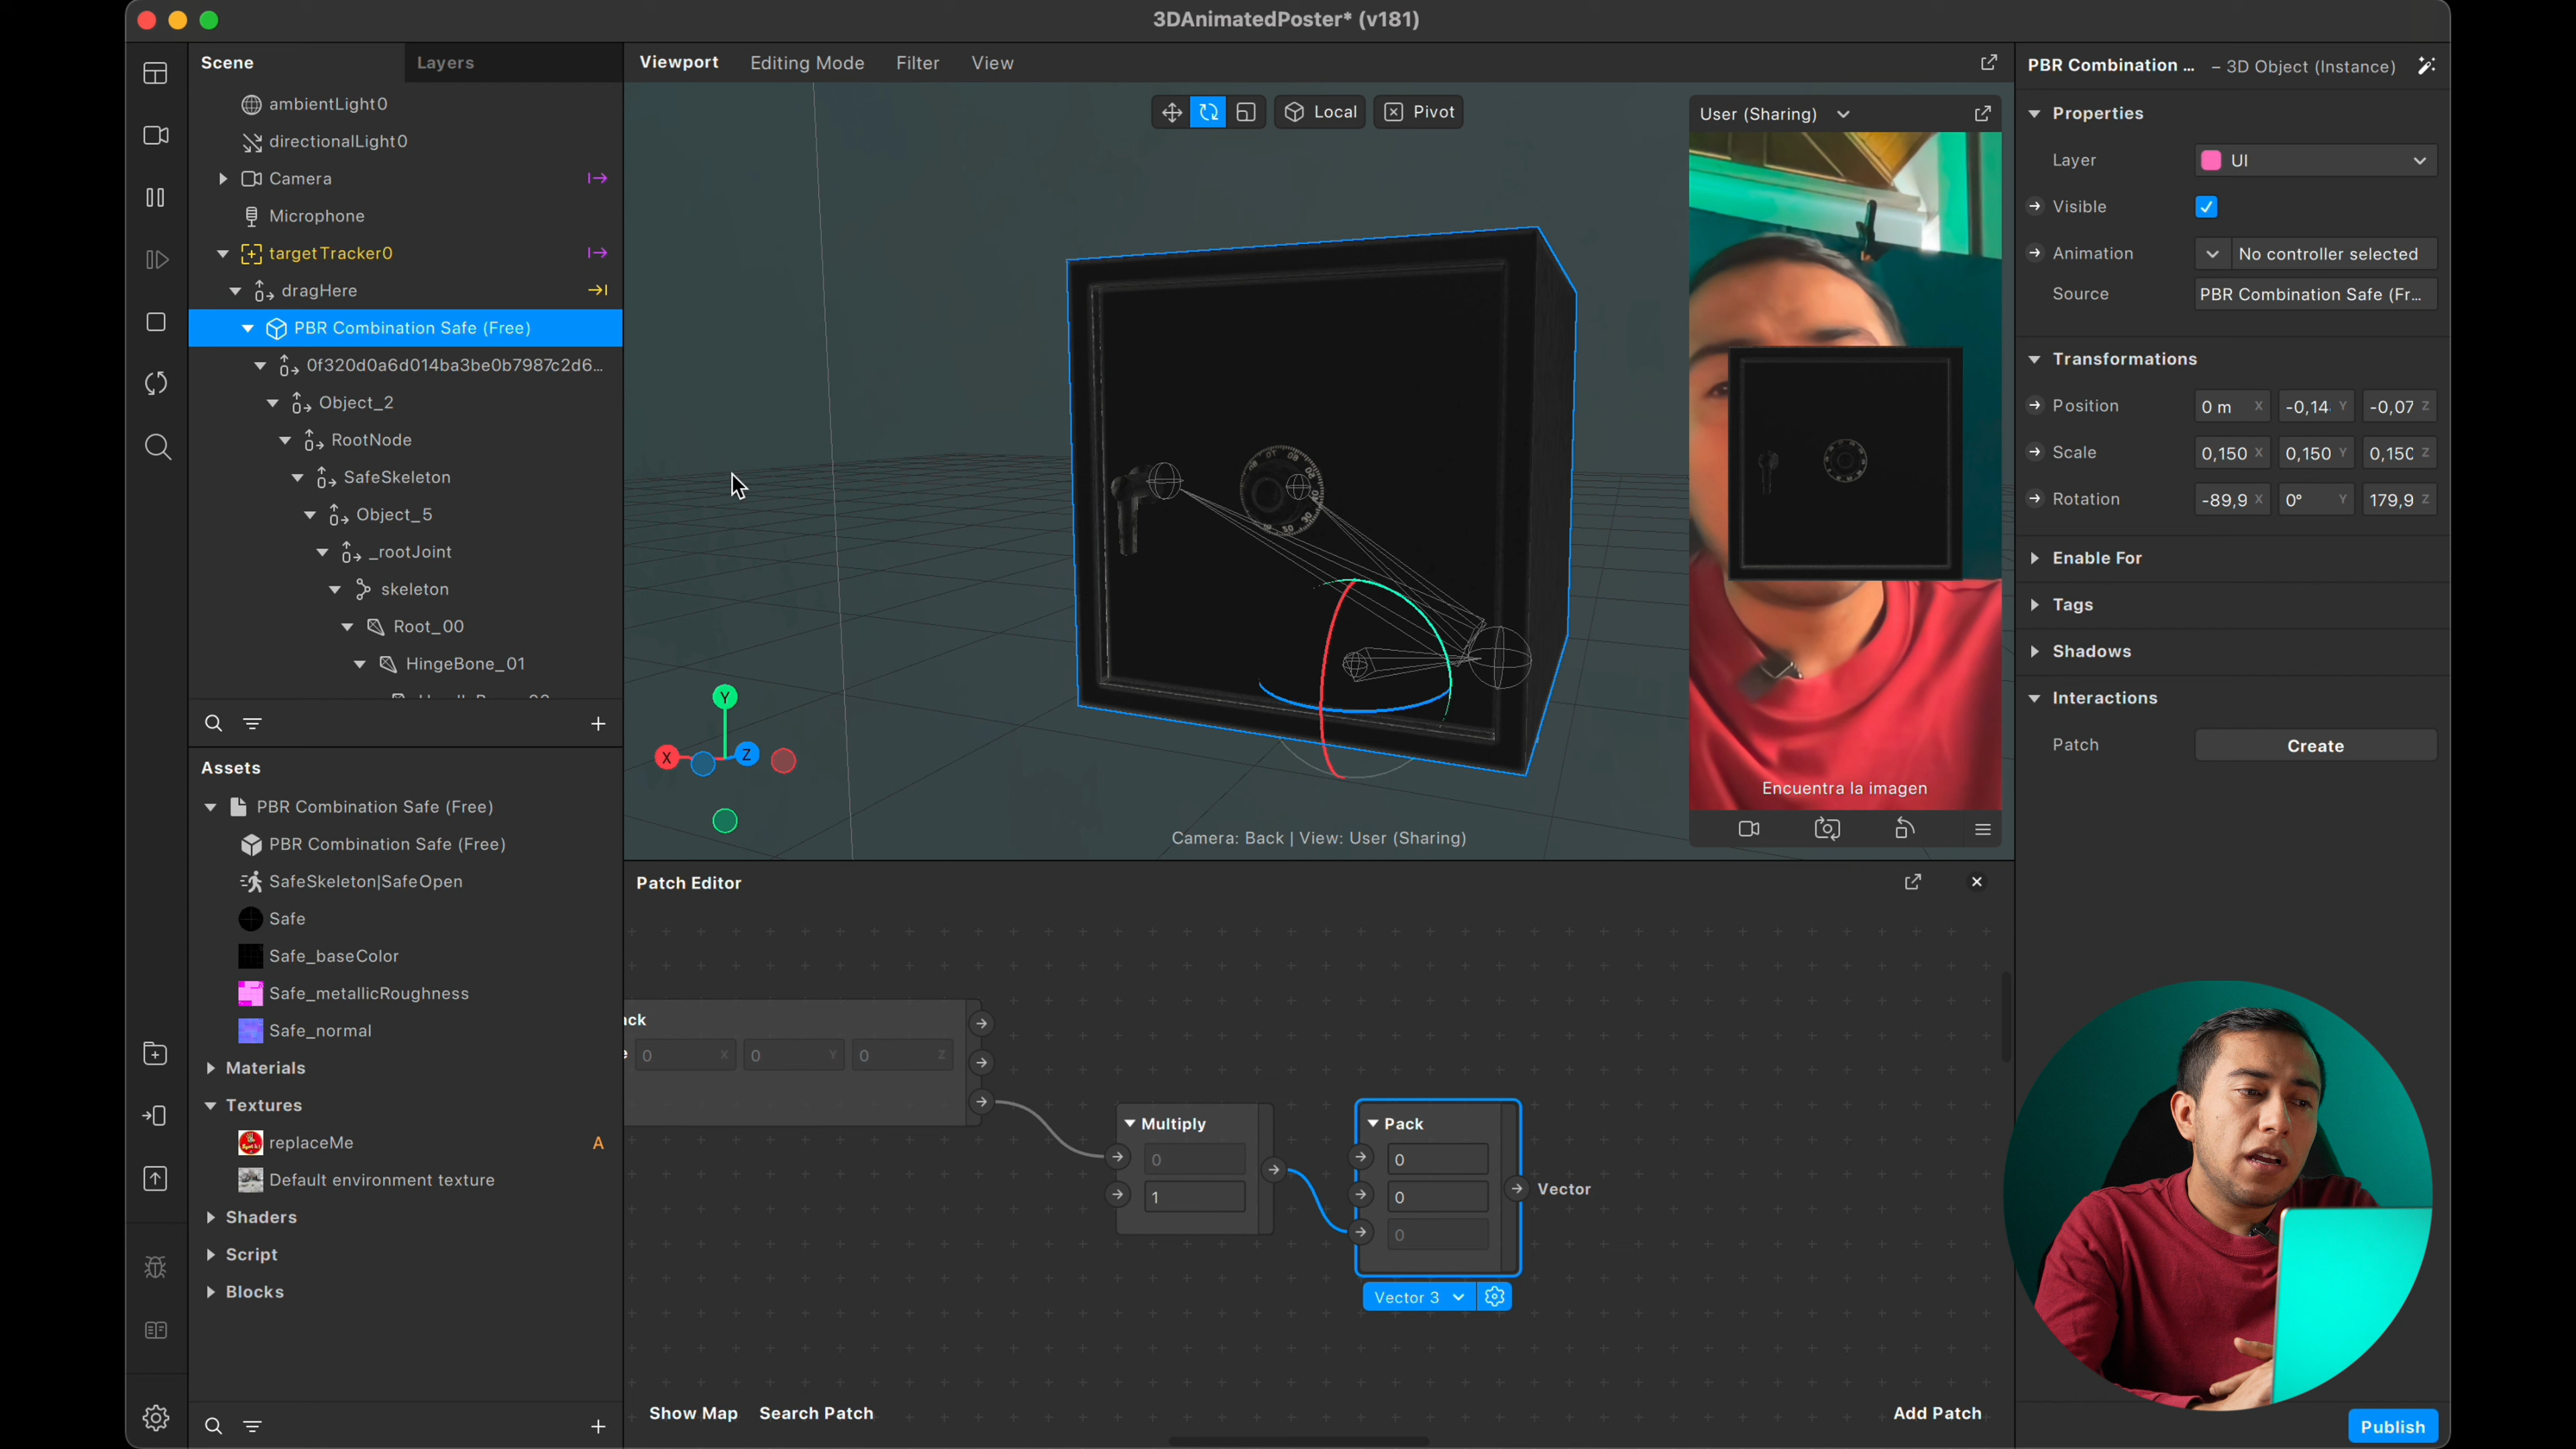 3DAnimatedPoster* (v181)
Scene
Layers
ambientLight0
directionalLight0
Camera
Microphone
targetTracker0
dragHere
PBR Combination Safe (Free)
0f320d0a6d014ba3be0b7987c2d6...
Object_2
RootNode
SafeSkeleton
Object_5
_rootJoint
skeleton
Root_00
HingeBone_01
Assets
PBR Combination Safe (Free)
PBR Combination Safe (Free)
SafeSkeleton|SafeOpen
Safe
Safe_baseColor
Safe_metallicRoughness
Safe_normal
Materials
Textures
replaceMe A
Default environment texture
Shaders
Script
Blocks
Viewport Editing Mode Filter View
Local
Pivot
Y
X
Z
Camera: Back | View: User (Sharing)
User (Sharing)
Encuentra la imagen
Patch Editor
0 X 0 Y 0 Z
Multiply
0
1
Pack
0
0
0
Vector
Vector 3
Show Map Search Patch
Add Patch
PBR Combination ... – 3D Object (Instance)
Properties
Layer UI
Visible
Animation No controller selected
Source PBR Combination Safe (Fr...
Transformations
Position 0 m X -0,14 Y -0,07 Z
Scale 0,150 X 0,150 Y 0,150 Z
Rotation -89,9 X 0° Y 179,9 Z
Enable For
Tags
Shadows
Interactions
Patch Create
Publish